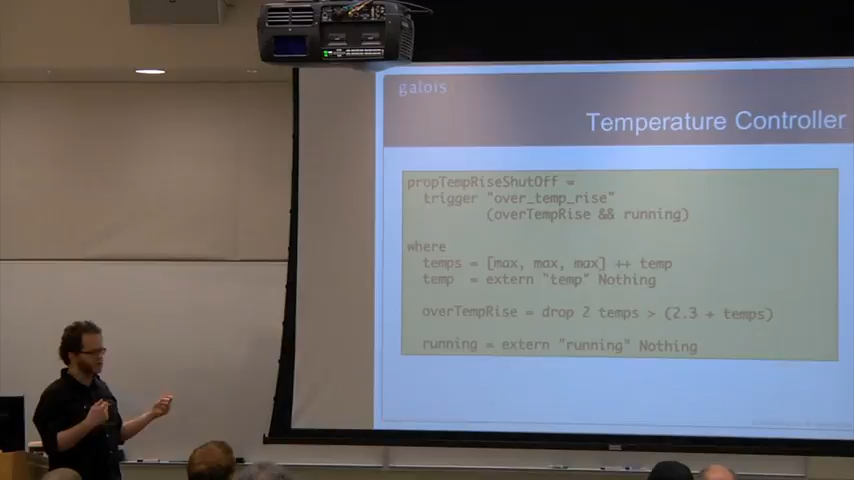 galois
Temperature Controller
propTempRiseShutOff =
trigger "over_temp_rise"
(overTempRise && running)
where
temps = [max, max, max] ++ temp
temp = extern "temp" Nothing
overTempRise = drop 2 temps > (2.3 + temps)
running = extern "running" Nothing